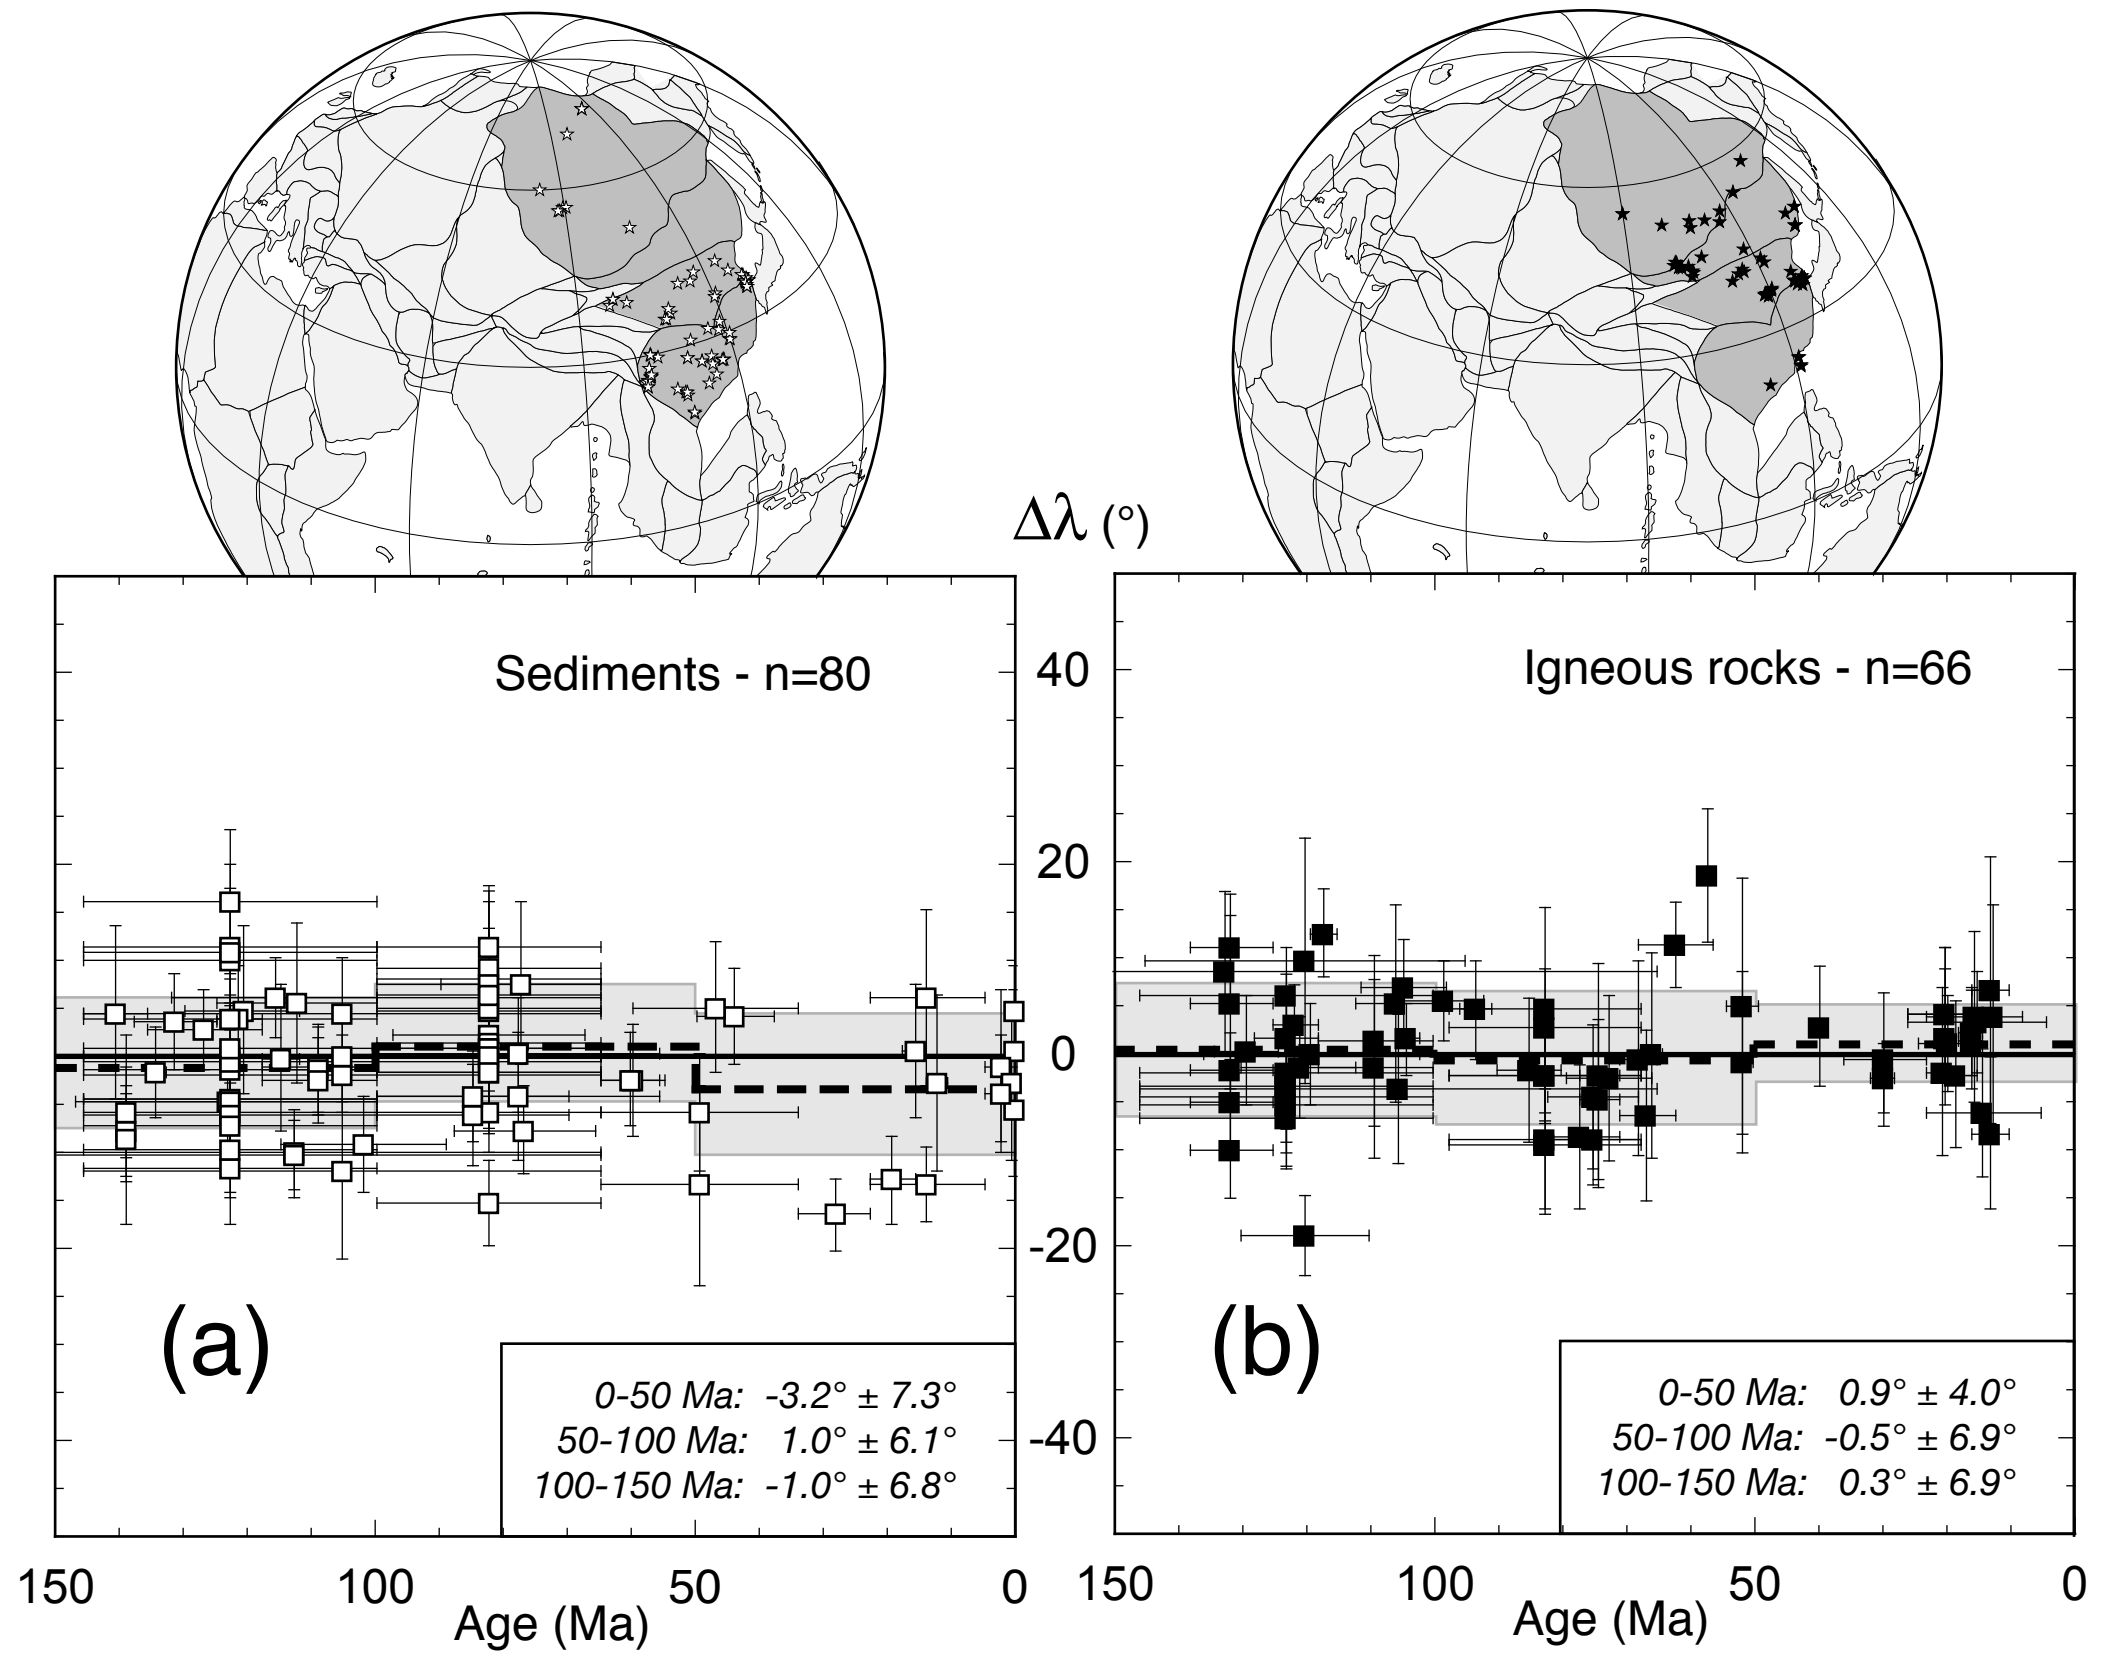 Δλ (°)
Sediments - n=80
Igneous rocks - n=66
40
20
0
-20
-40
(a)
(b)
0-50 Ma: -3.2° ± 7.3°
50-100 Ma: 1.0° ± 6.1°
100-150 Ma: -1.0° ± 6.8°
0-50 Ma: 0.9° ± 4.0°
50-100 Ma: -0.5° ± 6.9°
100-150 Ma: 0.3° ± 6.9°
150 100 50 0
150 100 50 0
Age (Ma)
Age (Ma)